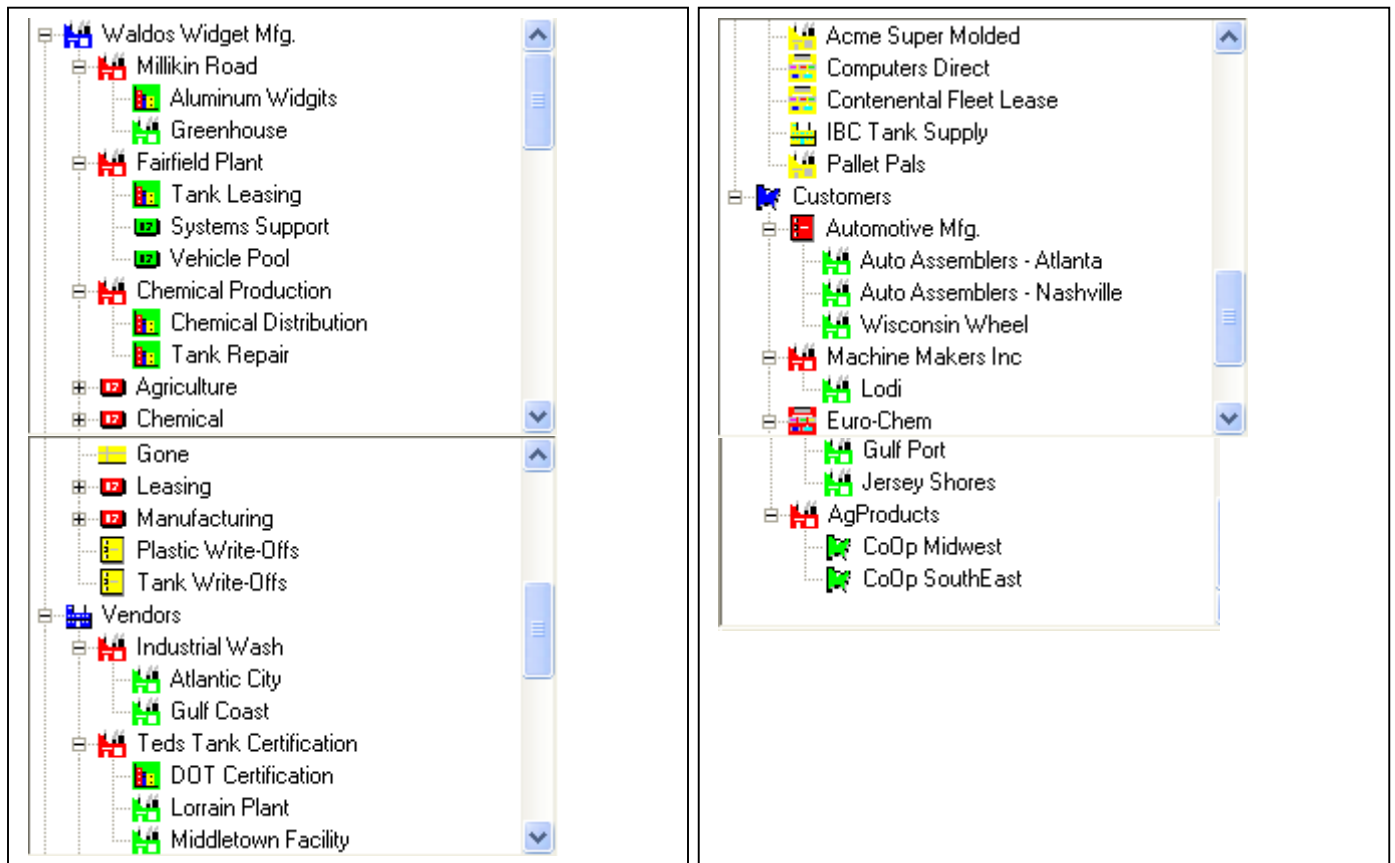 Waldos Widget Mfg.
Millikin Road
Aluminum Widgits
Greenhouse
Fairfield Plant
Tank Leasing
Systems Support
Vehicle Pool
Chemical Production
Chemical Distribution
Tank Repair
Agriculture
Chemical
Gone
Leasing
Manufacturing
Plastic Write-Offs
Tank Write-Offs
Vendors
Industrial Wash
Atlantic City
Gulf Coast
Teds Tank Certification
DOT Certification
Lorrain Plant
Middletown Facility
Acme Super Molded
Computers Direct
Contenental Fleet Lease
IBC Tank Supply
Pallet Pals
Customers
Automotive Mfg.
Auto Assemblers - Atlanta
Auto Assemblers - Nashville
Wisconsin Wheel
Machine Makers Inc
Lodi
Euro-Chem
Gulf Port
Jersey Shores
AgProducts
CoOp Midwest
CoOp SouthEast